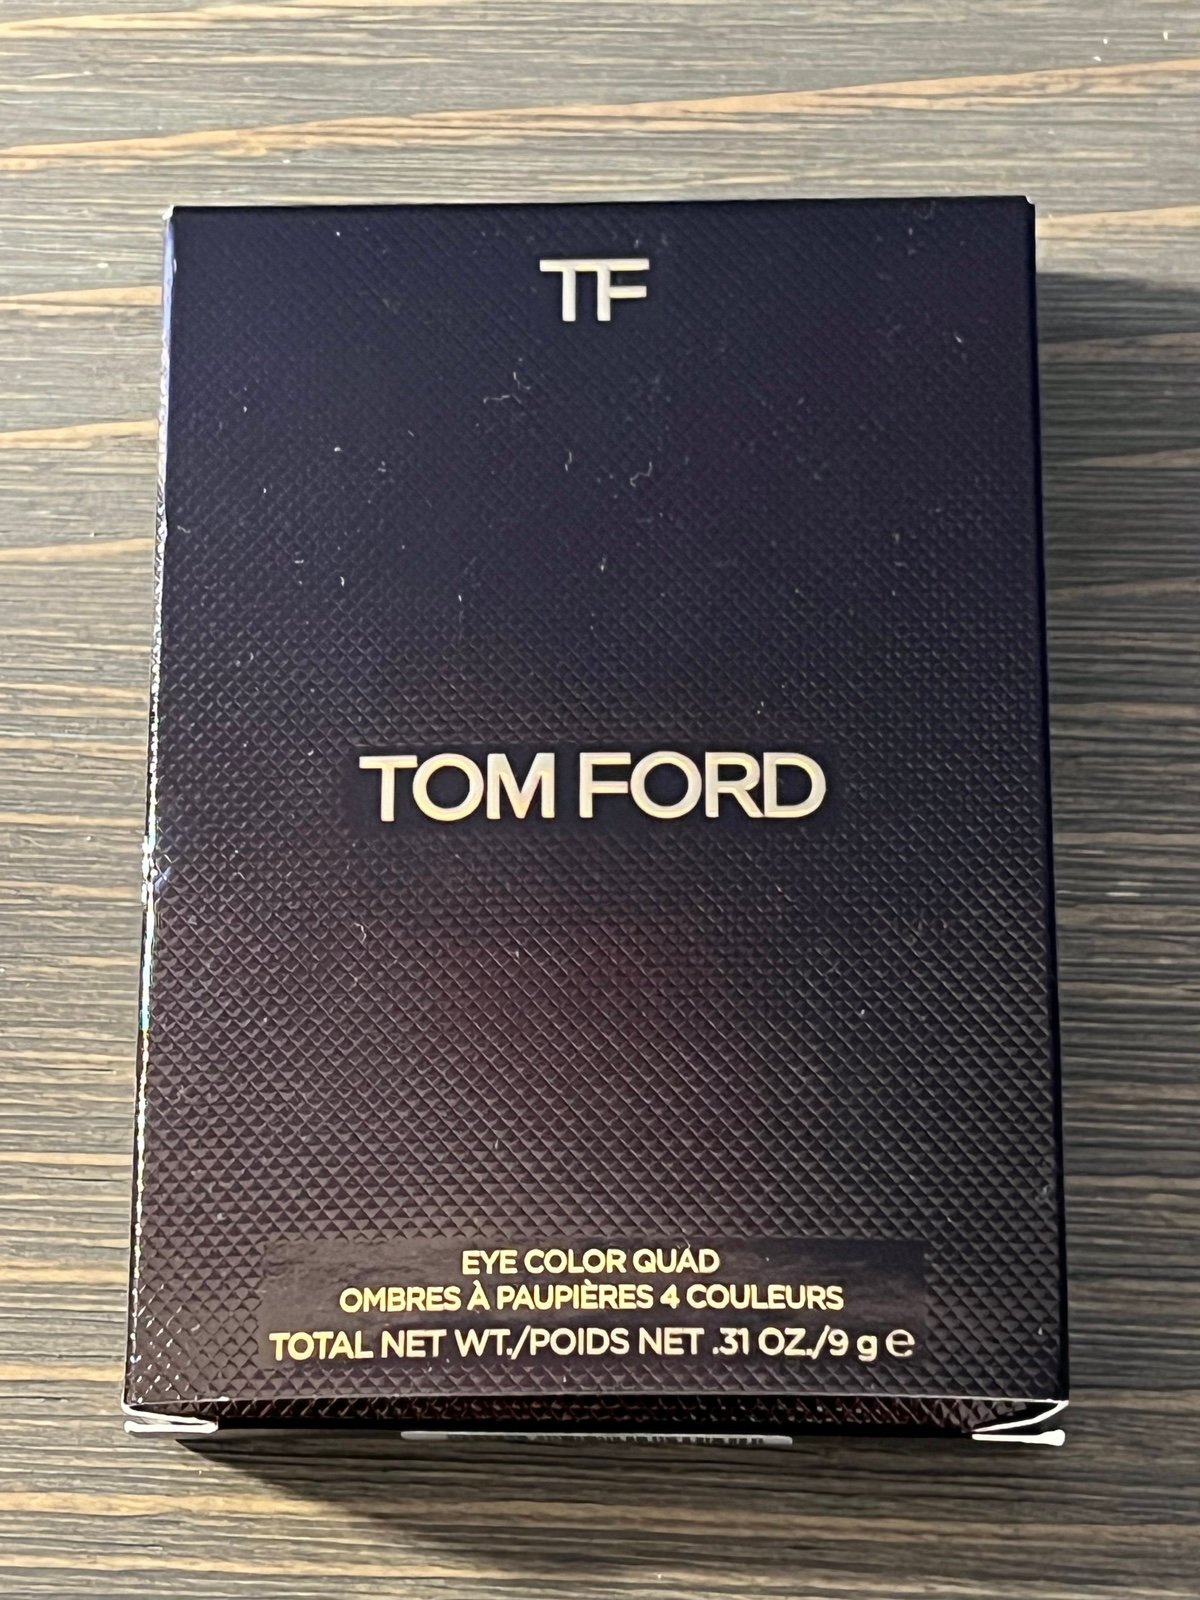 TF
TOM FORD
EYE COLOR QUAD
OMBRES À PAUPIÈRES 4 COULEURS
TOTAL NET WT./POIDS NET .31 OZ./9 g ℮